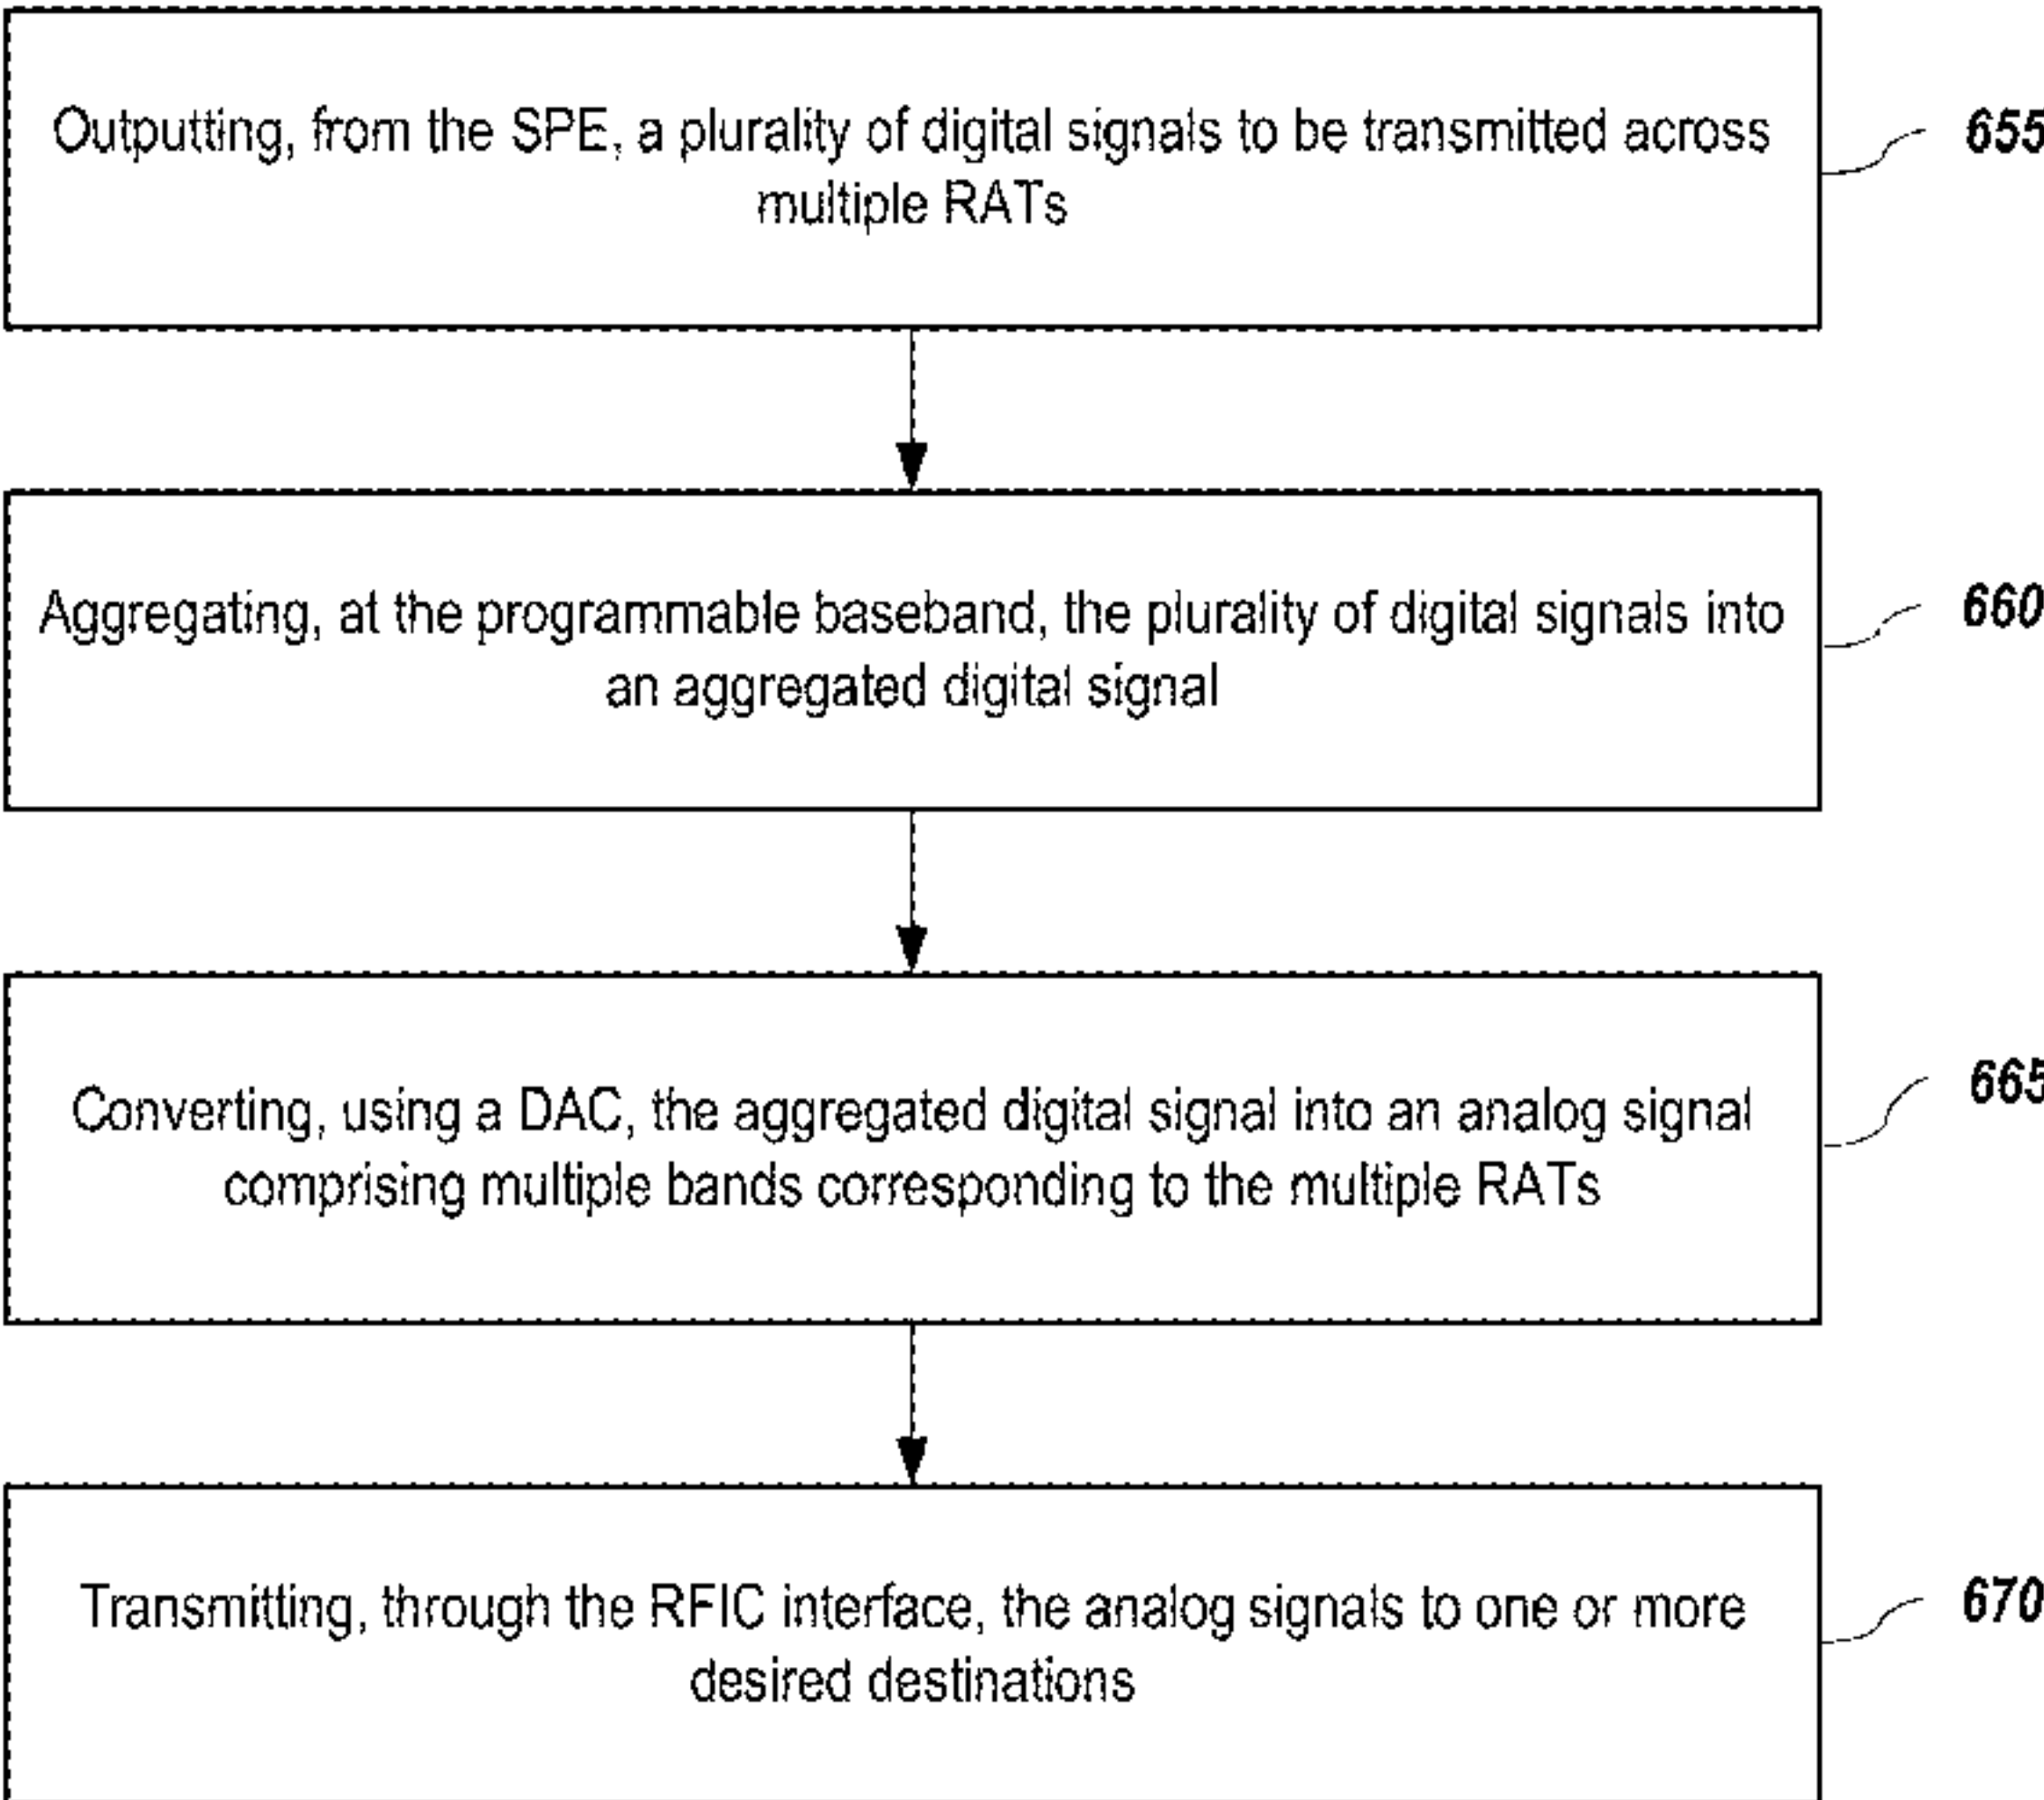 Outputting, from the SPE, a plurality of digital signals to be transmitted across
multiple RATs
655
Aggregating, at the programmable baseband, the plurality of digital signals into
an aggregated digital signal
660
Converting, using a DAC, the aggregated digital signal into an analog signal
comprising multiple bands corresponding to the multiple RATs
665
Transmitting, through the RFIC interface, the analog signals to one or more
desired destinations
670